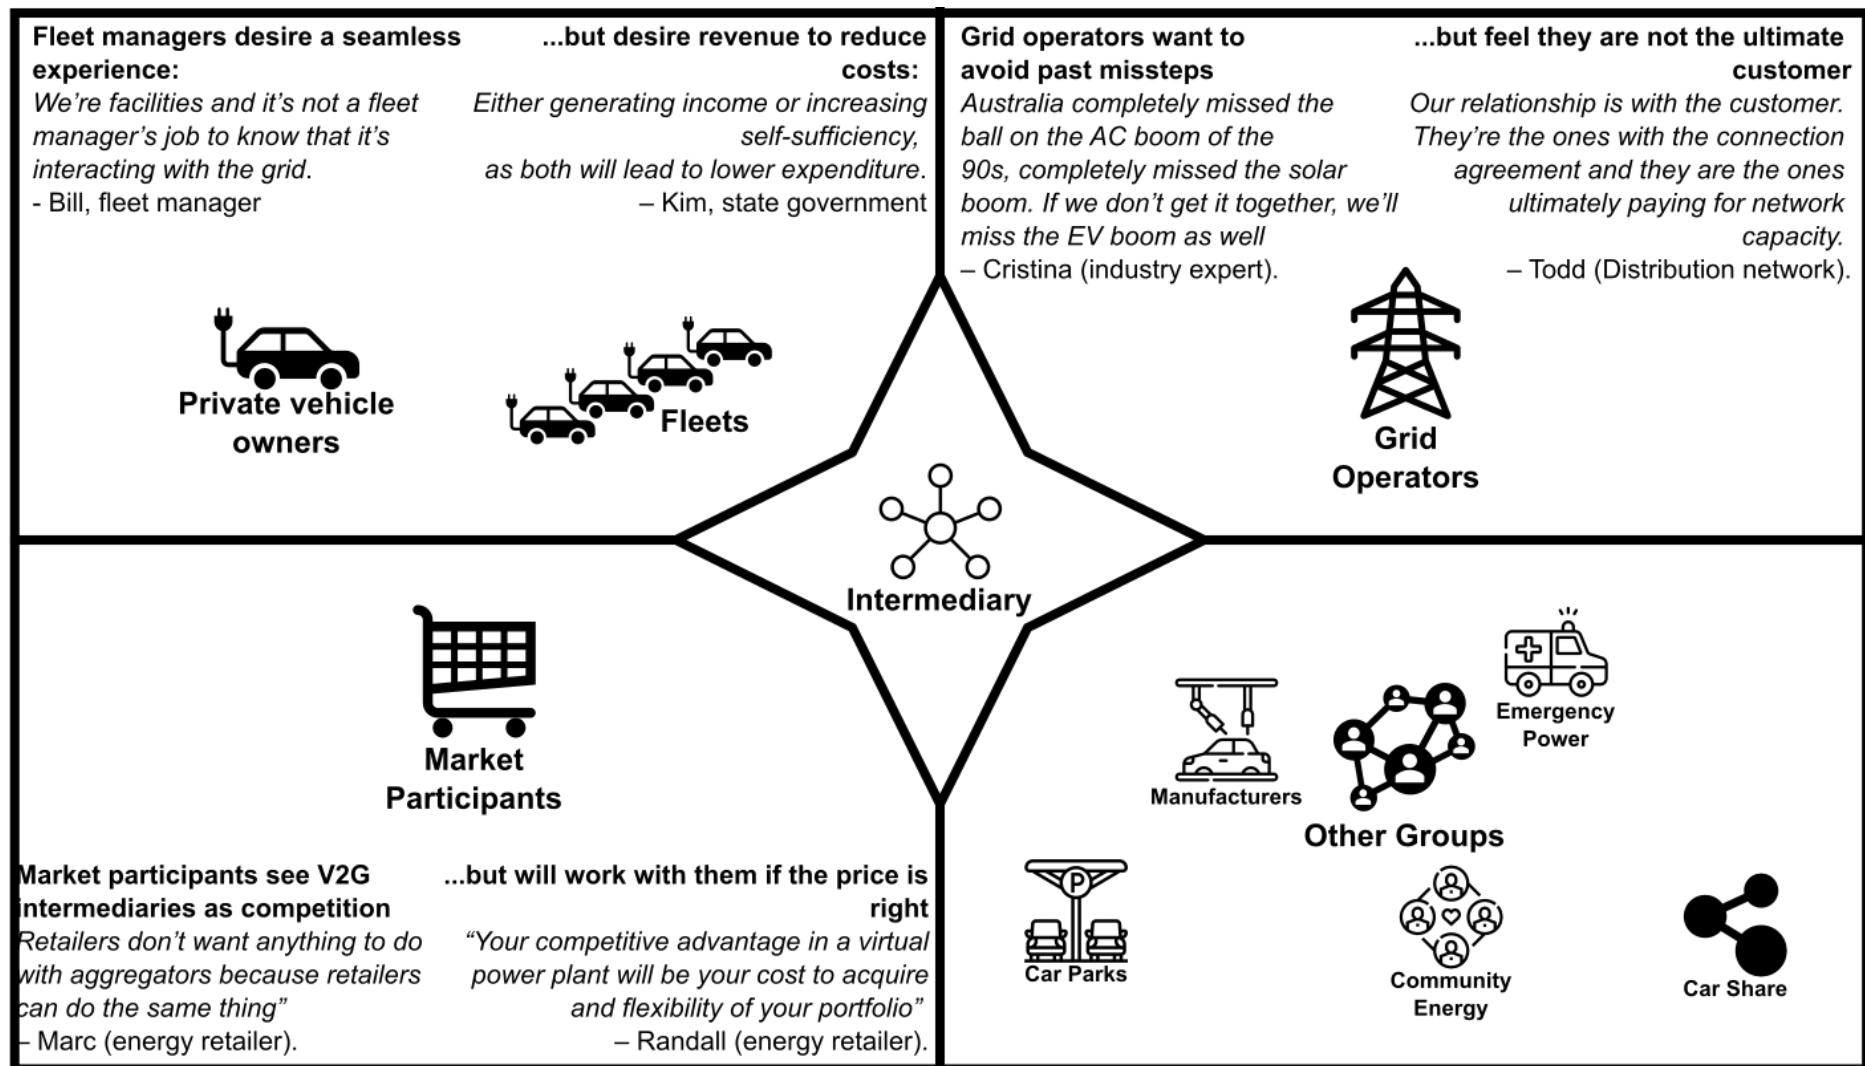 Fleet managers desire a seamless
experience:
We're facilities and it's not a fleet
manager's job to know that it's
interacting with the grid.
- Bill, fleet manager
...but desire revenue to reduce
costs:
Either generating income or increasing
self-sufficiency,
as both will lead to lower expenditure.
– Kim, state government
Private vehicle
owners
Fleets
Grid operators want to
avoid past missteps
Australia completely missed the
ball on the AC boom of the
90s, completely missed the solar
boom. If we don't get it together, we'll
miss the EV boom as well
– Cristina (industry expert).
...but feel they are not the ultimate
customer
Our relationship is with the customer.
They're the ones with the connection
agreement and they are the ones
ultimately paying for network
capacity.
– Todd (Distribution network).
Grid
Operators
Intermediary
Market
Participants
Market participants see V2G
intermediaries as competition
Retailers don't want anything to do
with aggregators because retailers
can do the same thing”
– Marc (energy retailer).
...but will work with them if the price is
right
“Your competitive advantage in a virtual
power plant will be your cost to acquire
and flexibility of your portfolio”
– Randall (energy retailer).
Emergency
Power
Manufacturers
Other Groups
P
Car Parks
Community
Energy
Car Share